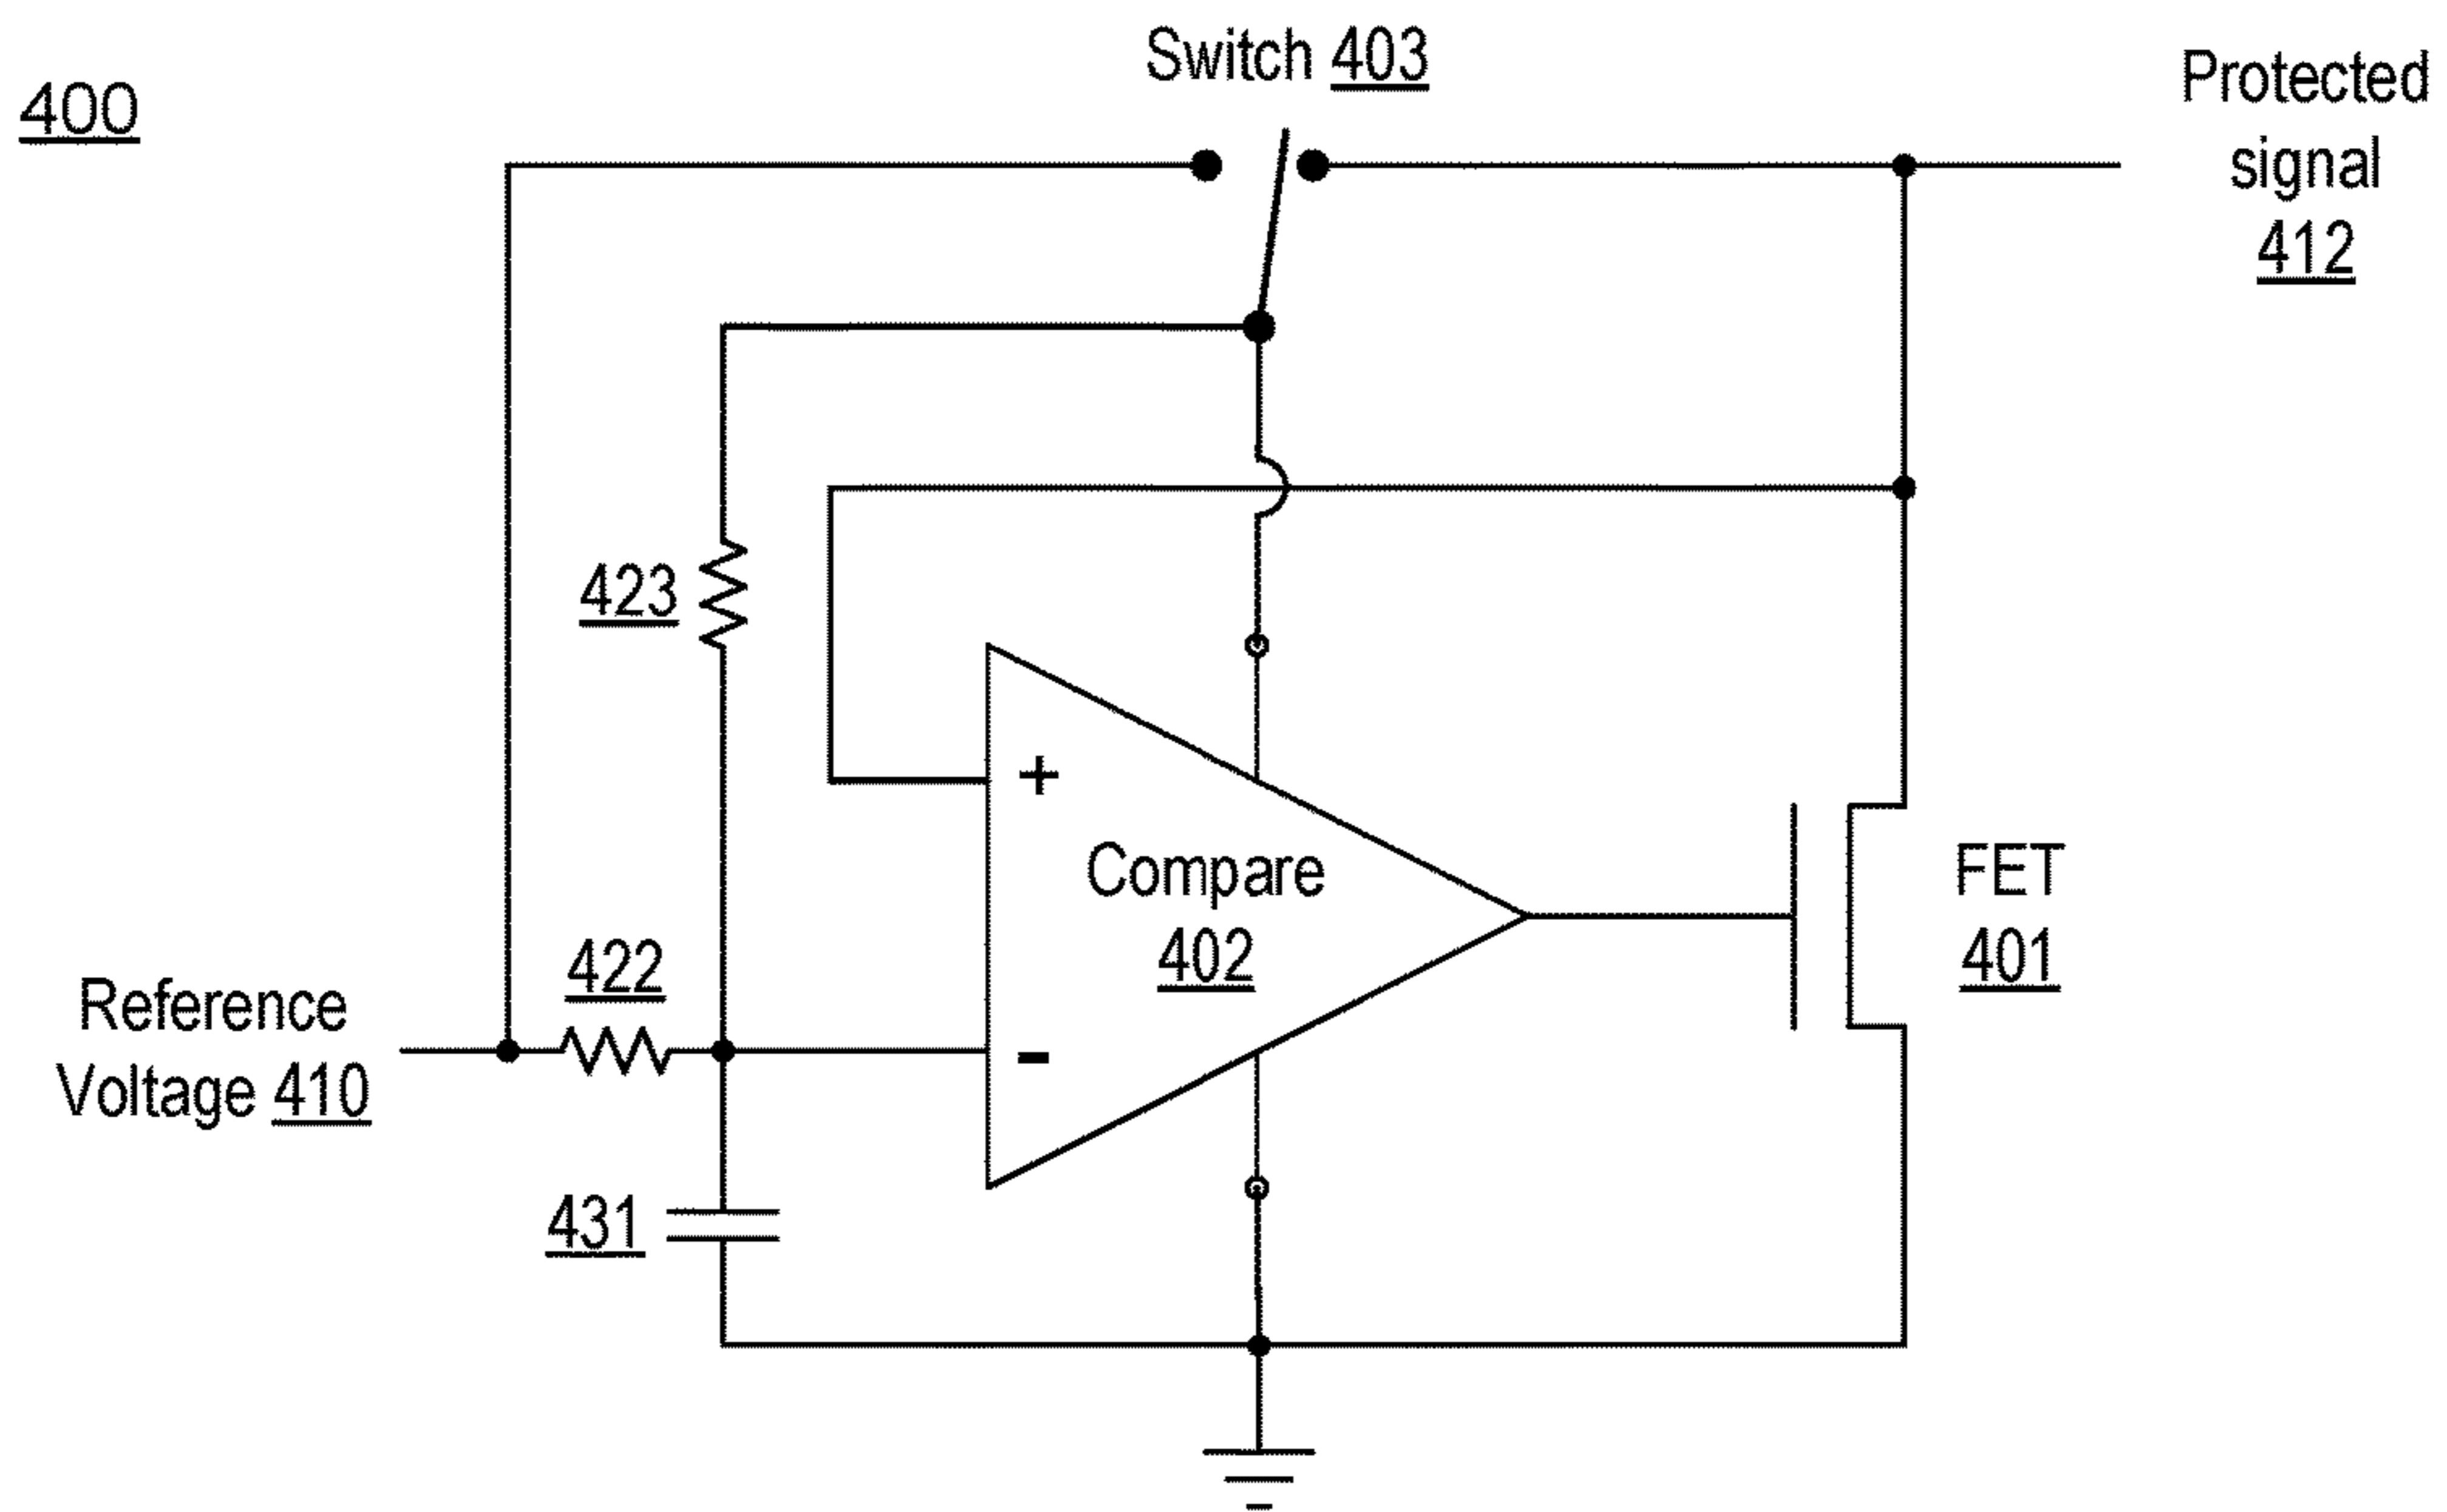 400
Switch 403
Protected
signal
412
423
+
Compare
402
FET
401
422
Reference
Voltage 410
-
431